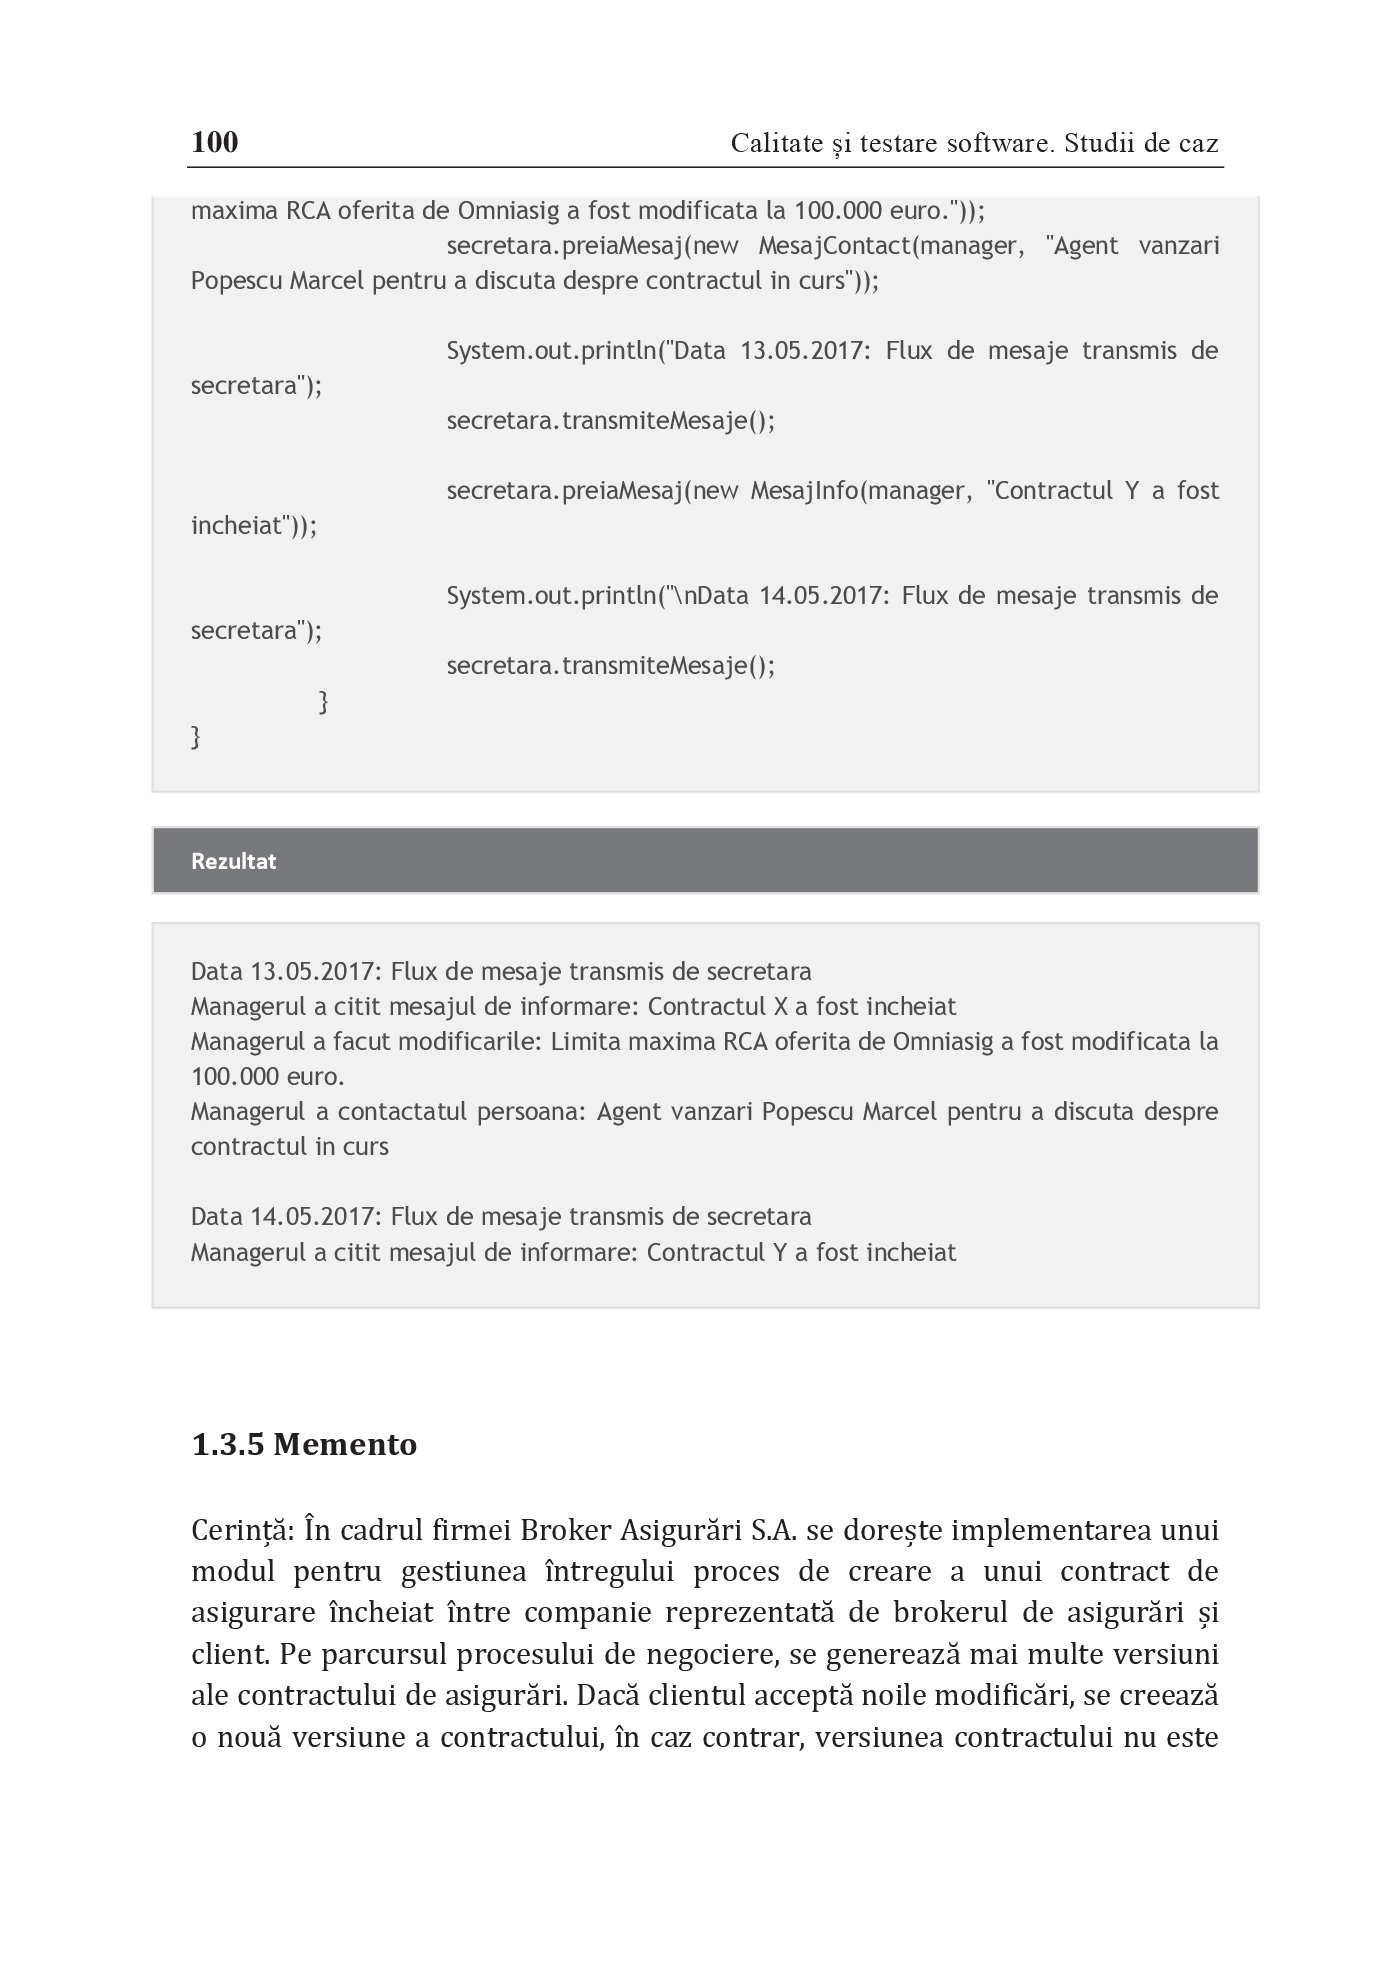 100 Calitate și testare software. Studii de caz
maxima RCA oferita de Omniasig a fost modificata la 100.000 euro."));
secretara.preiaMesaj(new MesajContact(manager, "Agent vanzari
Popescu Marcel pentru a discuta despre contractul in curs"));
System.out.println("Data 13.05.2017: Flux de mesaje transmis de
secretara");
secretara.transmiteMesaje();
secretara.preiaMesaj(new MesajInfo(manager, "Contractul Y a fost
incheiat"));
System.out.println("\nData 14.05.2017: Flux de mesaje transmis de
secretara");
secretara.transmiteMesaje();
}
}
Rezultat
Data 13.05.2017: Flux de mesaje transmis de secretara
Managerul a citit mesajul de informare: Contractul X a fost incheiat
Managerul a facut modificarile: Limita maxima RCA oferita de Omniasig a fost modificata la
100.000 euro.
Managerul a contactatul persoana: Agent vanzari Popescu Marcel pentru a discuta despre
contractul in curs
Data 14.05.2017: Flux de mesaje transmis de secretara
Managerul a citit mesajul de informare: Contractul Y a fost incheiat
1.3.5 Memento
Cerință: În cadrul firmei Broker Asigurări S.A. se dorește implementarea unui
modul pentru gestiunea întregului proces de creare a unui contract de
asigurare încheiat între companie reprezentată de brokerul de asigurări și
client. Pe parcursul procesului de negociere, se generează mai multe versiuni
ale contractului de asigurări. Dacă clientul acceptă noile modificări, se creează
o nouă versiune a contractului, în caz contrar, versiunea contractului nu este